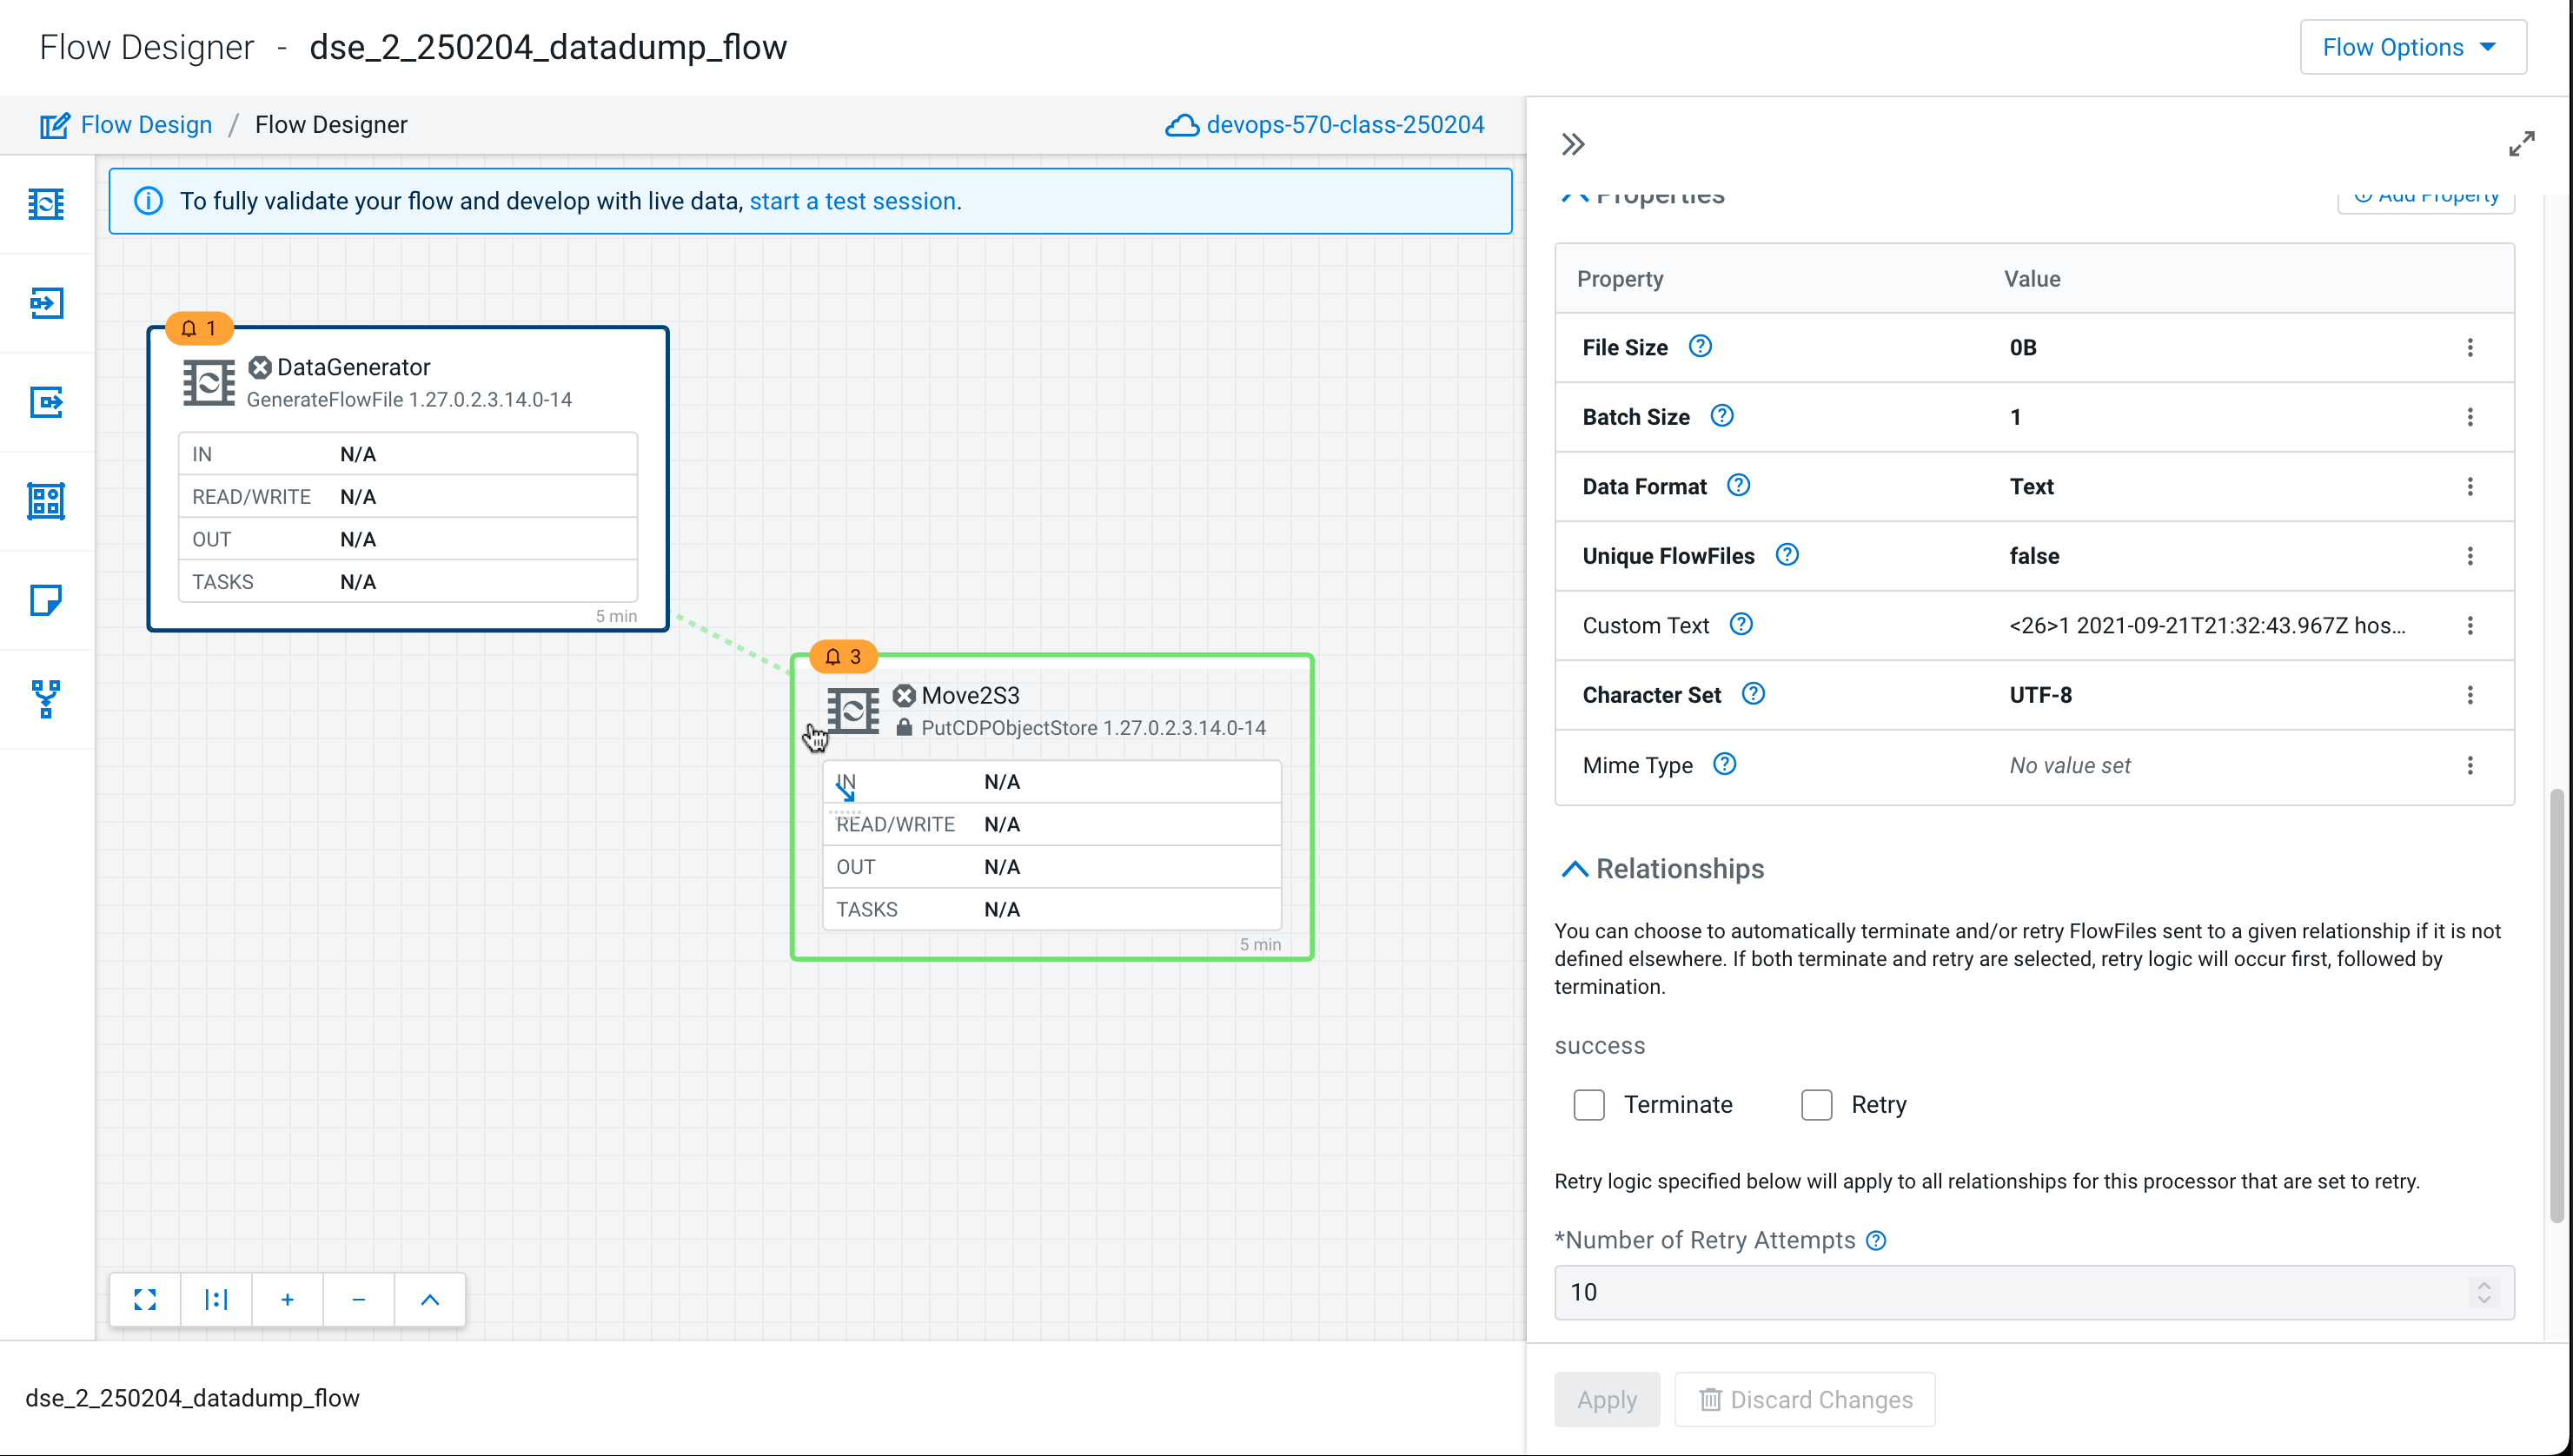 Flow Designer - dse_2_250204_datadump_flow
Flow Options
Flow Design / Flow Designer
devops-570-class-250204
To fully validate your flow and develop with live data, start a test session.
1
DataGenerator
GenerateFlowFile 1.27.0.2.3.14.0-14
IN N/A
READ/WRITE N/A
OUT N/A
TASKS N/A
5 min
3
Move2S3
PutCDPObjectStore 1.27.0.2.3.14.0-14
IN N/A
READ/WRITE N/A
OUT N/A
TASKS N/A
5 min
dse_2_250204_datadump_flow
Properties
Add Property
Property Value
File Size 0B
Batch Size 1
Data Format Text
Unique FlowFiles false
Custom Text <26>1 2021-09-21T21:32:43.967Z hos...
Character Set UTF-8
Mime Type No value set
Relationships
You can choose to automatically terminate and/or retry FlowFiles sent to a given relationship if it is not
defined elsewhere. If both terminate and retry are selected, retry logic will occur first, followed by
termination.
success
Terminate Retry
Retry logic specified below will apply to all relationships for this processor that are set to retry.
*Number of Retry Attempts
10
Apply Discard Changes